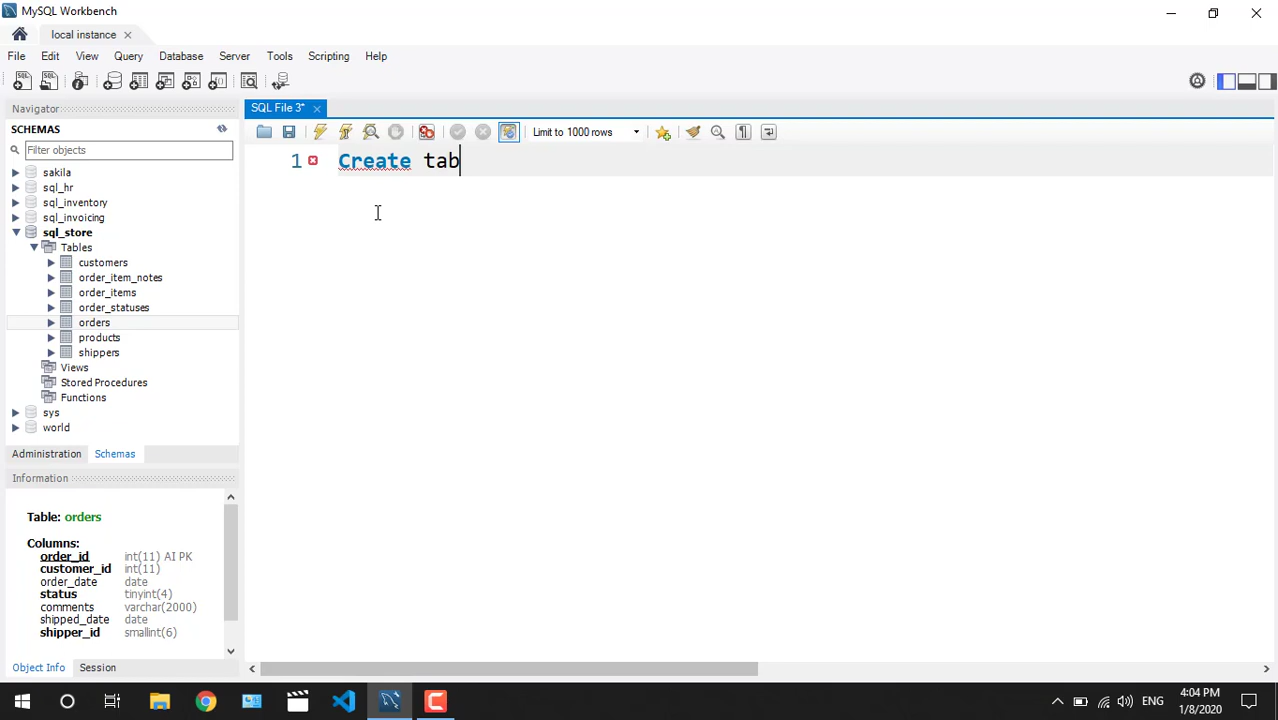 MySQL Workbench
local instance
File Edit View Query Database Server Tools Scripting Help
Navigator
SCHEMAS
Filter objects
sakila
sql_hr
sql_inventory
sql_invoicing
sql_store
Tables
customers
order_item_notes
order_items
order_statuses
orders
products
shippers
Views
Stored Procedures
Functions
sys
world
Administration Schemas
Information
Table: orders
Columns:
order_id int(11) AI PK
customer_id int(11)
order_date date
status tinyint(4)
comments varchar(2000)
shipped_date date
shipper_id smallint(6)
Object Info Session
SQL File 3*
Limit to 1000 rows
1 Create tab
ENG
4:04 PM
1/8/2020